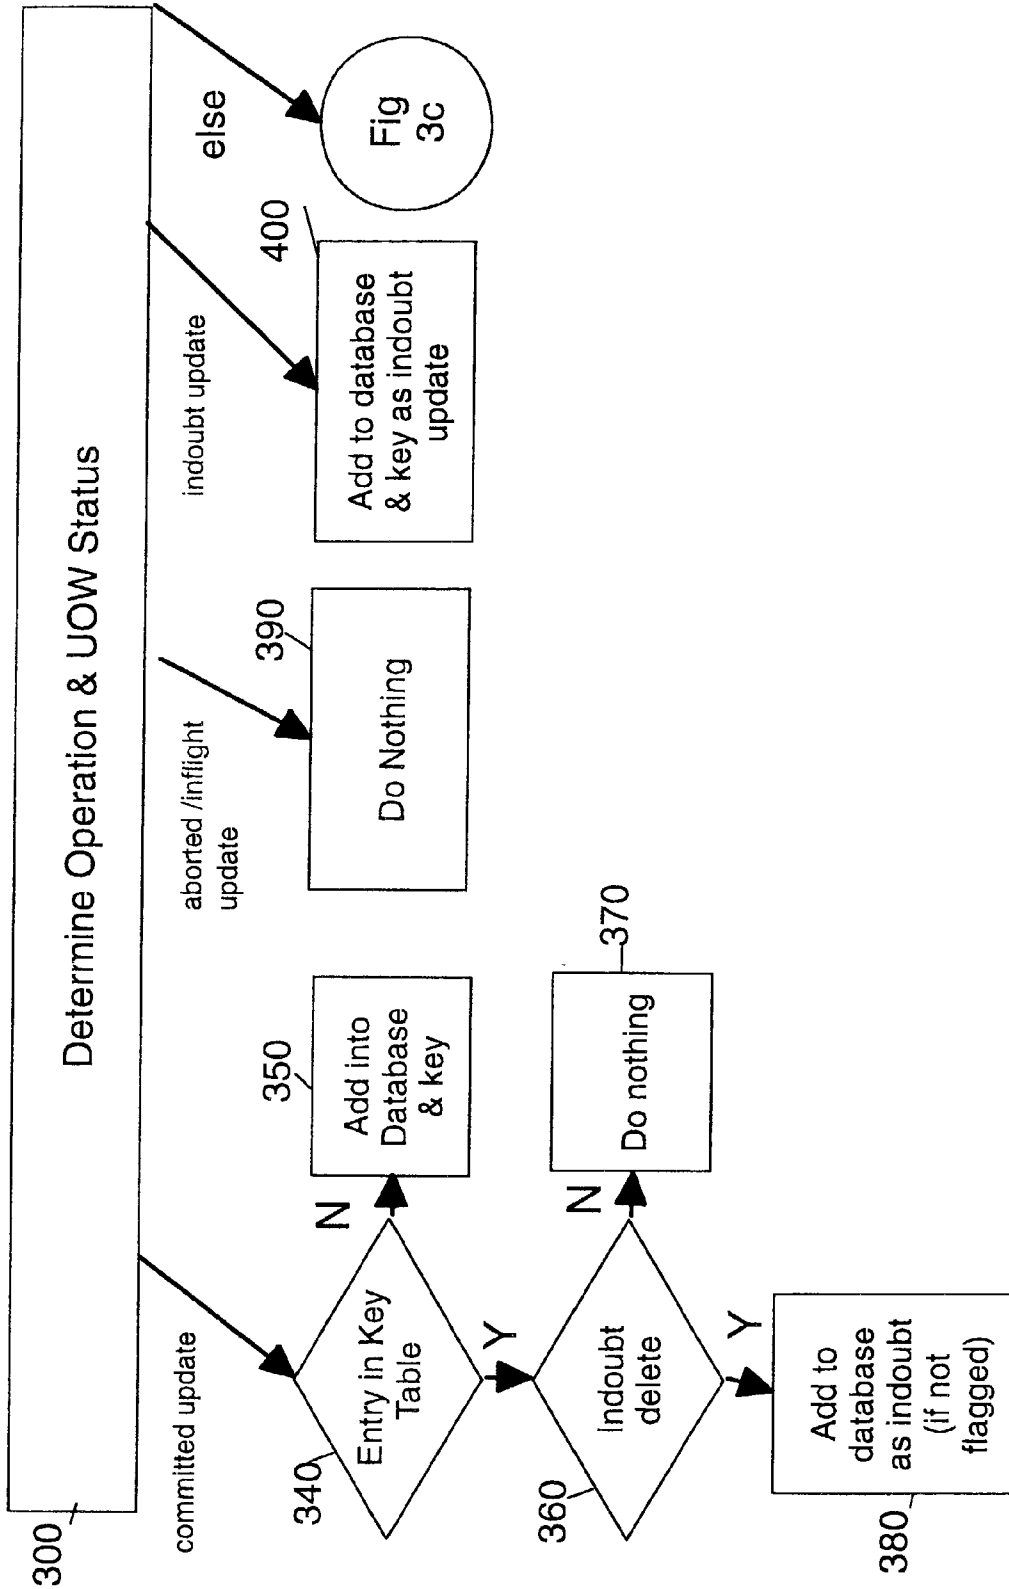 300
Determine Operation & UOW Status
committed update
aborted /inflight
update
indoubt update
else
340
Entry in Key
Table
N
350
Add into
Database
& key
390
Do Nothing
400
Add to database
& key as indoubt
update
Fig
3c
Y
360
Indoubt
delete
N
370
Do nothing
Y
380
Add to
database
as indoubt
(if not
flagged)